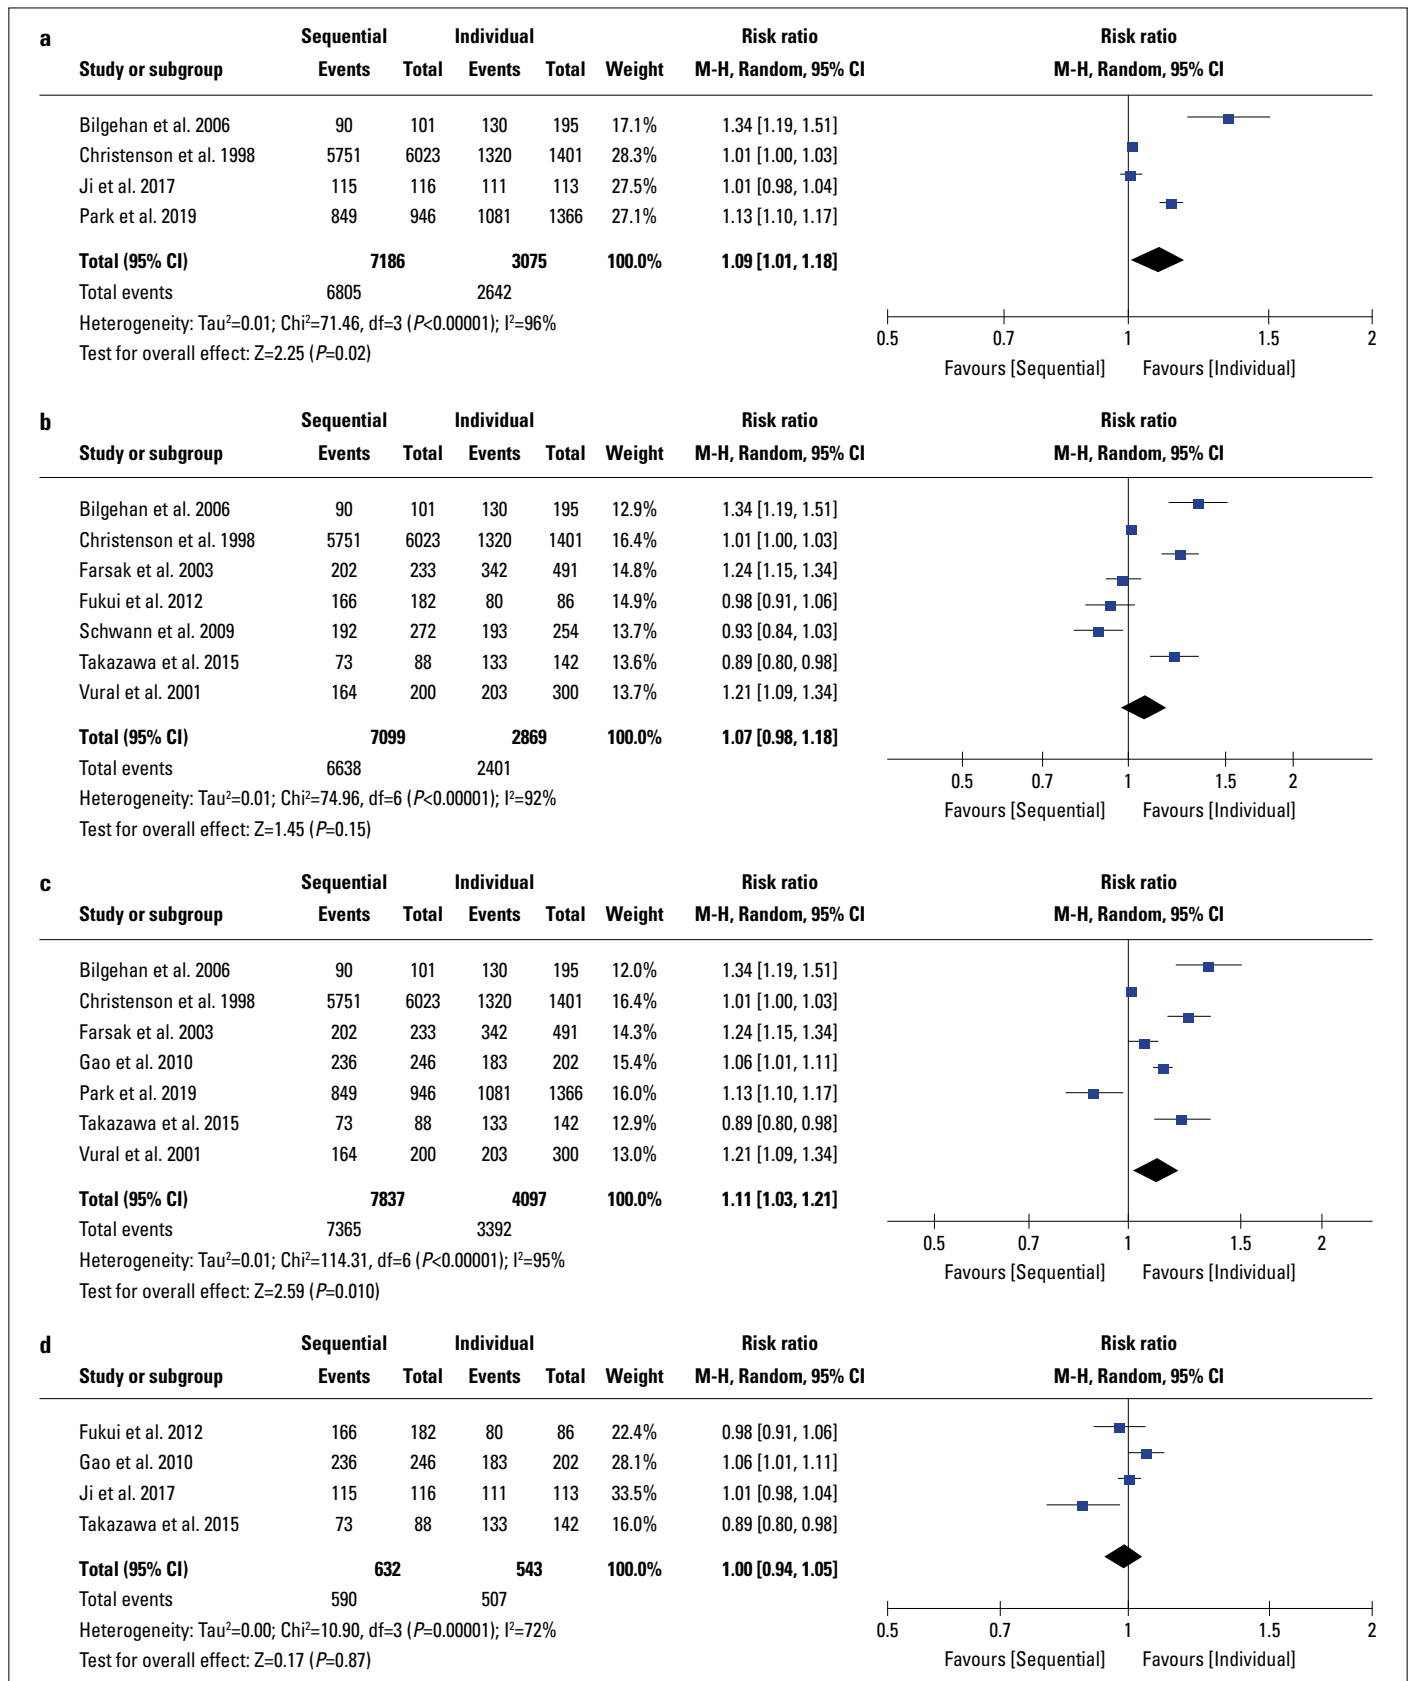 a Sequential Individual Risk ratio Risk ratio
Study or subgroup Events Total Events Total Weight M-H, Random, 95% CI M-H, Random, 95% CI
Bilgehan et al. 2006 90 101 130 195 17.1% 1.34 [1.19, 1.51]
Christenson et al. 1998 5751 6023 1320 1401 28.3% 1.01 [1.00, 1.03]
Ji et al. 2017 115 116 111 113 27.5% 1.01 [0.98, 1.04]
Park et al. 2019 849 946 1081 1366 27.1% 1.13 [1.10, 1.17]
Total (95% CI) 7186 3075 100.0% 1.09 [1.01, 1.18]
Total events 6805 2642
Heterogeneity: Tau²=0.01; Chi²=71.46, df=3 (P<0.00001); I²=96%
Test for overall effect: Z=2.25 (P=0.02)
0.5 0.7 1 1.5 2
Favours [Sequential] Favours [Individual]
b Sequential Individual Risk ratio Risk ratio
Study or subgroup Events Total Events Total Weight M-H, Random, 95% CI M-H, Random, 95% CI
Bilgehan et al. 2006 90 101 130 195 12.9% 1.34 [1.19, 1.51]
Christenson et al. 1998 5751 6023 1320 1401 16.4% 1.01 [1.00, 1.03]
Farsak et al. 2003 202 233 342 491 14.8% 1.24 [1.15, 1.34]
Fukui et al. 2012 166 182 80 86 14.9% 0.98 [0.91, 1.06]
Schwann et al. 2009 192 272 193 254 13.7% 0.93 [0.84, 1.03]
Takazawa et al. 2015 73 88 133 142 13.6% 0.89 [0.80, 0.98]
Vural et al. 2001 164 200 203 300 13.7% 1.21 [1.09, 1.34]
Total (95% CI) 7099 2869 100.0% 1.07 [0.98, 1.18]
Total events 6638 2401
Heterogeneity: Tau²=0.01; Chi²=74.96, df=6 (P<0.00001); I²=92%
Test for overall effect: Z=1.45 (P=0.15)
0.5 0.7 1 1.5 2
Favours [Sequential] Favours [Individual]
c Sequential Individual Risk ratio Risk ratio
Study or subgroup Events Total Events Total Weight M-H, Random, 95% CI M-H, Random, 95% CI
Bilgehan et al. 2006 90 101 130 195 12.0% 1.34 [1.19, 1.51]
Christenson et al. 1998 5751 6023 1320 1401 16.4% 1.01 [1.00, 1.03]
Farsak et al. 2003 202 233 342 491 14.3% 1.24 [1.15, 1.34]
Gao et al. 2010 236 246 183 202 15.4% 1.06 [1.01, 1.11]
Park et al. 2019 849 946 1081 1366 16.0% 1.13 [1.10, 1.17]
Takazawa et al. 2015 73 88 133 142 12.9% 0.89 [0.80, 0.98]
Vural et al. 2001 164 200 203 300 13.0% 1.21 [1.09, 1.34]
Total (95% CI) 7837 4097 100.0% 1.11 [1.03, 1.21]
Total events 7365 3392
Heterogeneity: Tau²=0.01; Chi²=114.31, df=6 (P<0.00001); I²=95%
Test for overall effect: Z=2.59 (P=0.010)
0.5 0.7 1 1.5 2
Favours [Sequential] Favours [Individual]
d Sequential Individual Risk ratio Risk ratio
Study or subgroup Events Total Events Total Weight M-H, Random, 95% CI M-H, Random, 95% CI
Fukui et al. 2012 166 182 80 86 22.4% 0.98 [0.91, 1.06]
Gao et al. 2010 236 246 183 202 28.1% 1.06 [1.01, 1.11]
Ji et al. 2017 115 116 111 113 33.5% 1.01 [0.98, 1.04]
Takazawa et al. 2015 73 88 133 142 16.0% 0.89 [0.80, 0.98]
Total (95% CI) 632 543 100.0% 1.00 [0.94, 1.05]
Total events 590 507
Heterogeneity: Tau²=0.00; Chi²=10.90, df=3 (P=0.00001); I²=72%
Test for overall effect: Z=0.17 (P=0.87)
0.5 0.7 1 1.5 2
Favours [Sequential] Favours [Individual]